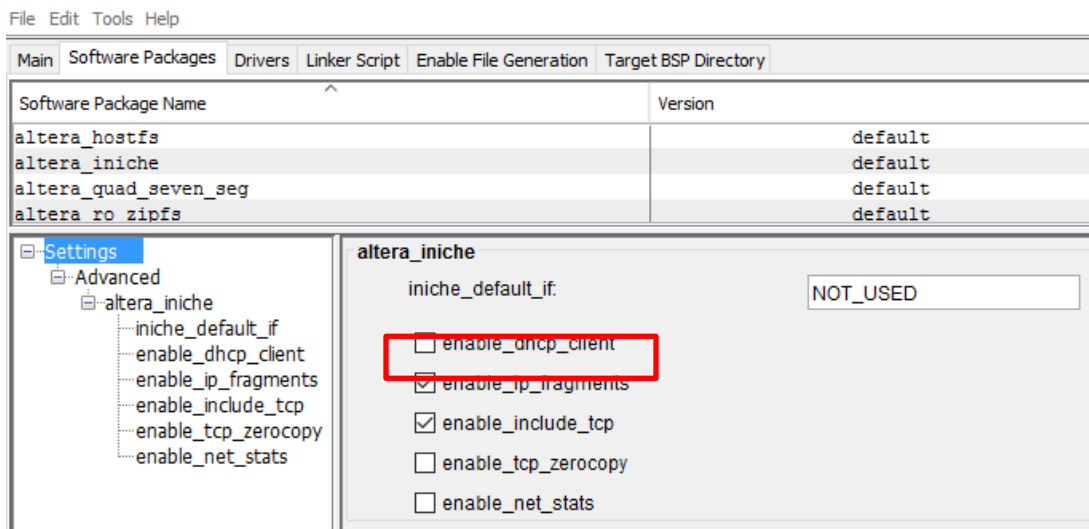 File Edit Tools Help
Main Software Packages Drivers Linker Script Enable File Generation Target BSP Directory
Software Package Name Version
altera_hostfs default
altera_iniche default
altera_quad_seven_seg default
altera_ro_zipfs default
Settings
Advanced
altera_iniche
iniche_default_if
enable_dhcp_client
enable_ip_fragments
enable_include_tcp
enable_tcp_zerocopy
enable_net_stats
altera_iniche
iniche_default_if: NOT_USED
enable_dhcp_client
enable_ip_fragments
enable_include_tcp
enable_tcp_zerocopy
enable_net_stats